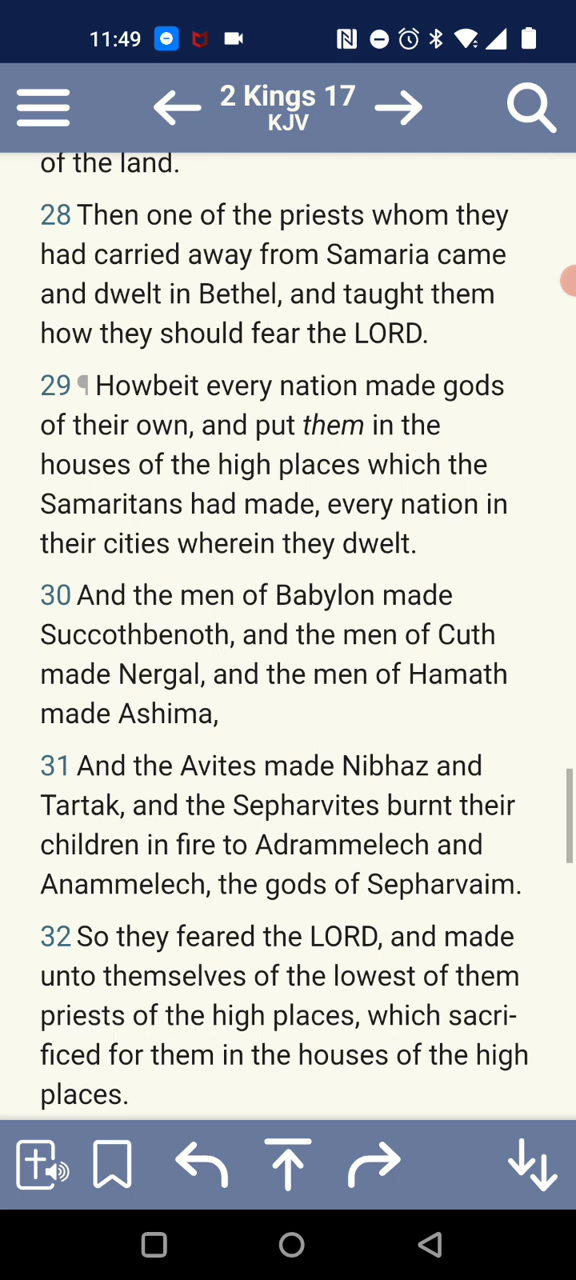 11:49
2 Kings 17
KJV
of the land.
28 Then one of the priests whom they
had carried away from Samaria came
and dwelt in Bethel, and taught them
how they should fear the LORD.
29 ¶ Howbeit every nation made gods
of their own, and put them in the
houses of the high places which the
Samaritans had made, every nation in
their cities wherein they dwelt.
30 And the men of Babylon made
Succothbenoth, and the men of Cuth
made Nergal, and the men of Hamath
made Ashima,
31 And the Avites made Nibhaz and
Tartak, and the Sepharvites burnt their
children in fire to Adrammelech and
Anammelech, the gods of Sepharvaim.
32 So they feared the LORD, and made
unto themselves of the lowest of them
priests of the high places, which sacri-
ficed for them in the houses of the high
places.